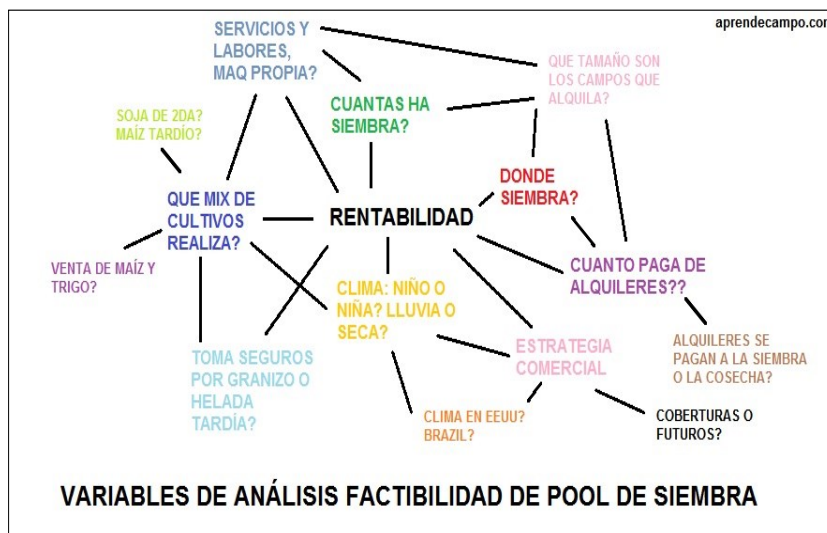 aprendecampo.com
SERVICIOS Y
LABORES,
MAQ PROPIA?
QUE TAMAÑO SON
LOS CAMPOS QUE
ALQUILA?
SOJA DE 2DA?
MAÍZ TARDÍO?
CUANTAS HA
SIEMBRA?
DONDE
SIEMBRA?
QUE MIX DE
CULTIVOS
REALIZA?
RENTABILIDAD
VENTA DE MAÍZ Y
TRIGO?
CLIMA: NIÑO O
NIÑA? LLUVIA O
SECA?
CUANTO PAGA DE
ALQUILERES??
TOMA SEGUROS
POR GRANIZO O
HELADA
TARDÍA?
ESTRATEGIA
COMERCIAL
ALQUILERES SE
PAGAN A LA SIEMBRA
O LA COSECHA?
CLIMA EN EEUU?
BRAZIL?
COBERTURAS O
FUTUROS?
VARIABLES DE ANÁLISIS FACTIBILIDAD DE POOL DE SIEMBRA